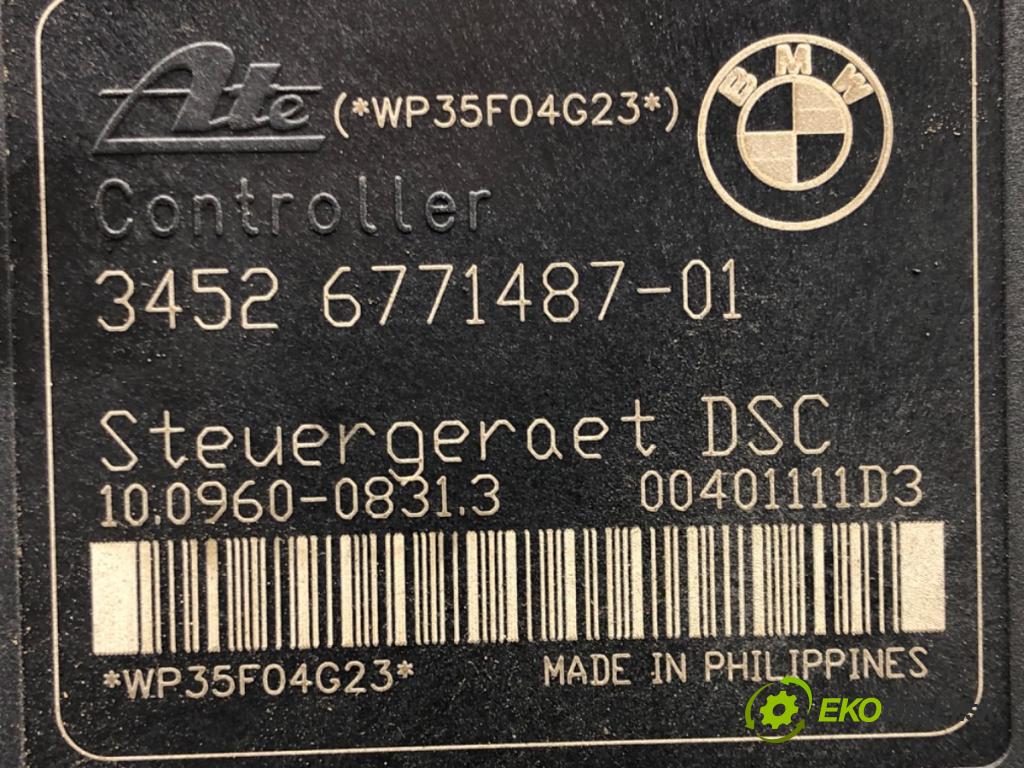 Ate (*WP35F04G23*) BMW
Controller
3452 6771487-01
Steuergeraet DSC
10.0960-0831.3 00401111D3
*WP35F04G23* MADE IN PHILIPPINES
EKO